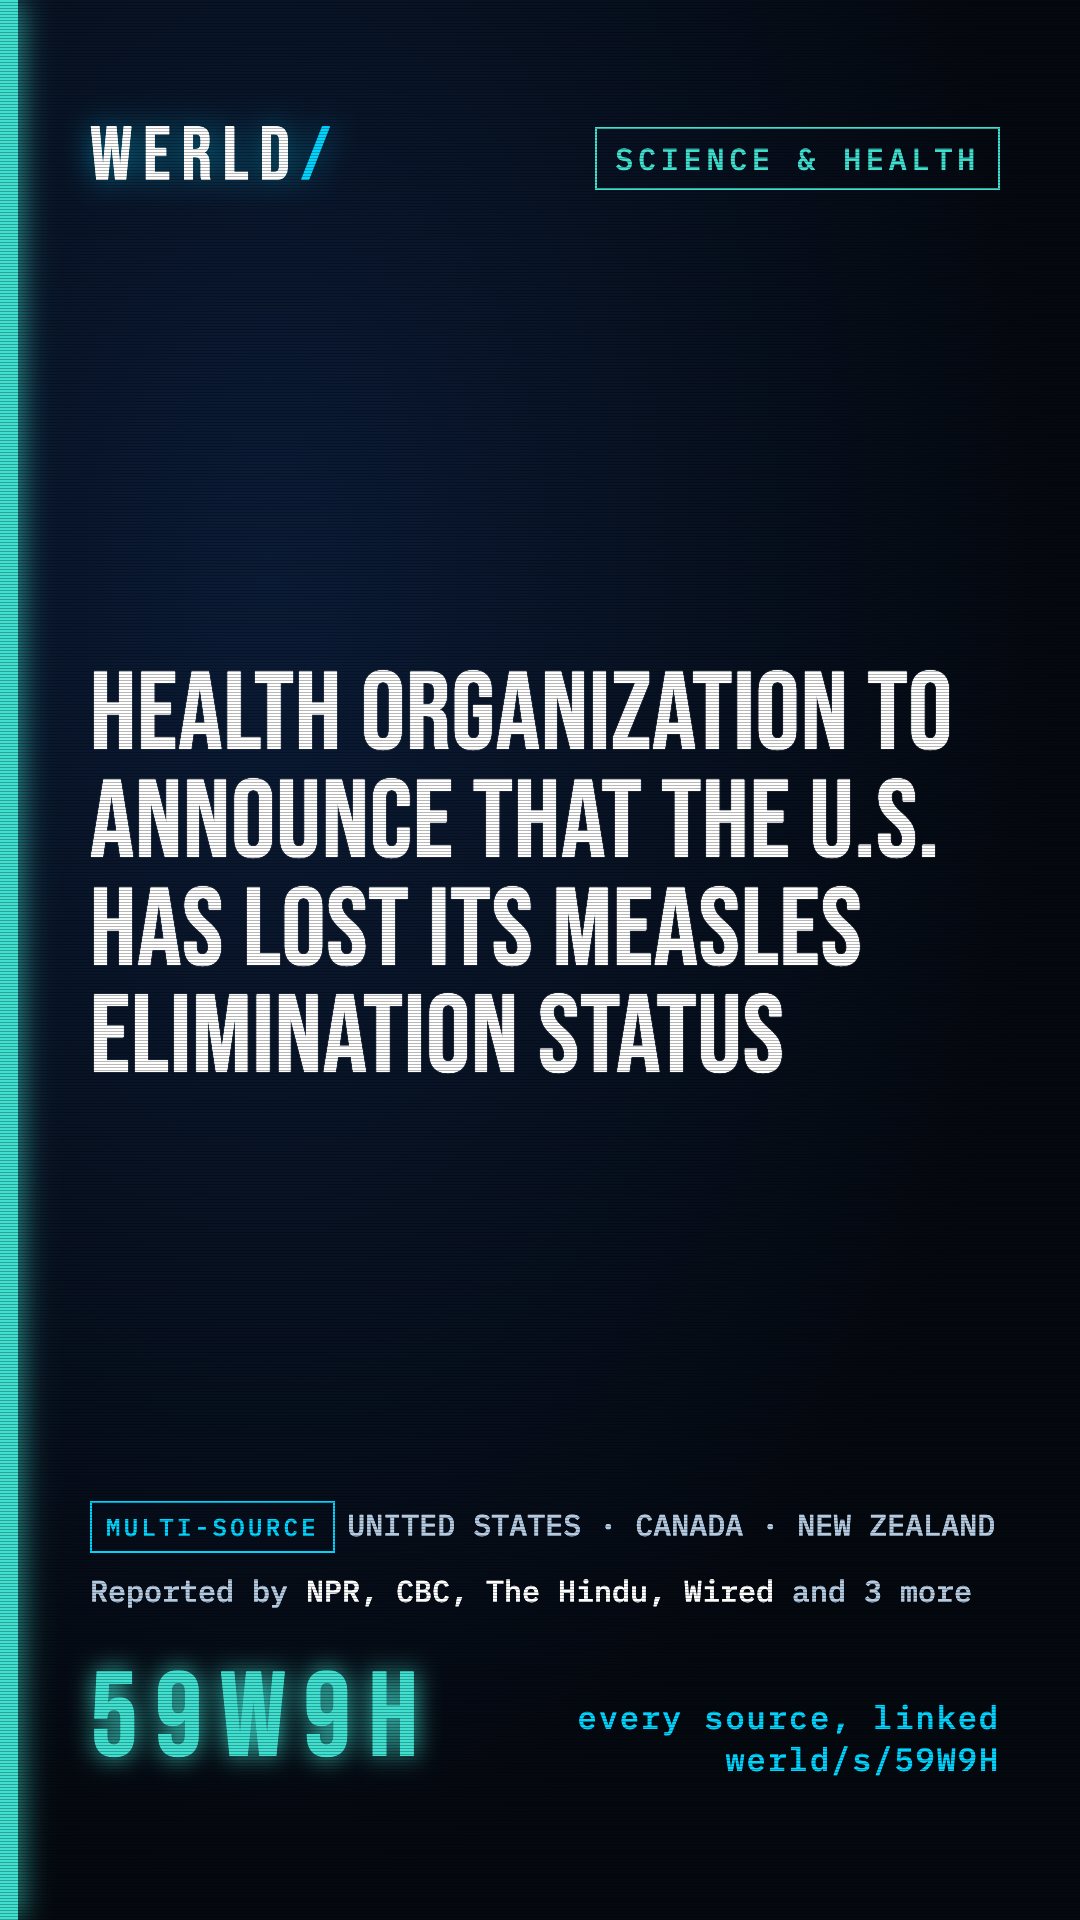 WERLD/
SCIENCE & HEALTH
HEALTH ORGANIZATION TO
ANNOUNCE THAT THE U.S.
HAS LOST ITS MEASLES
ELIMINATION STATUS
MULTI-SOURCE UNITED STATES · CANADA · NEW ZEALAND
Reported by NPR, CBC, The Hindu, Wired and 3 more
59W9H
every source, linked
werld/s/59W9H